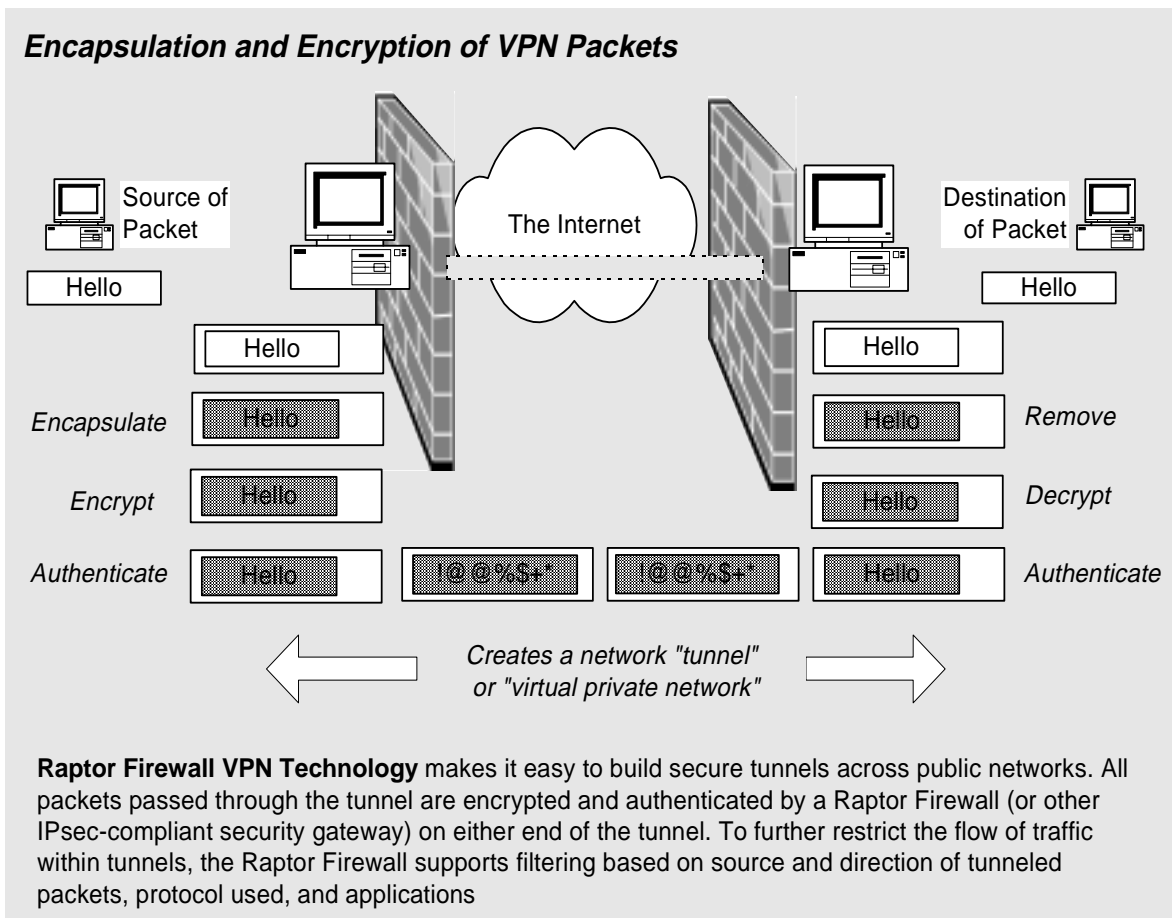 Encapsulation and Encryption of VPN Packets
Source of
Packet
The Internet
Destination
of Packet
Hello
Hello
Hello
Hello
Encapsulate
Hello
Hello
Remove
Encrypt
Hello
Hello
Decrypt
Authenticate
Hello
!@@%$+*
!@@%$+*
Hello
Authenticate
Creates a network "tunnel"
or "virtual private network"
Raptor Firewall VPN Technology makes it easy to build secure tunnels across public networks. All
packets passed through the tunnel are encrypted and authenticated by a Raptor Firewall (or other
IPsec-compliant security gateway) on either end of the tunnel. To further restrict the flow of traffic
within tunnels, the Raptor Firewall supports filtering based on source and direction of tunneled
packets, protocol used, and applications